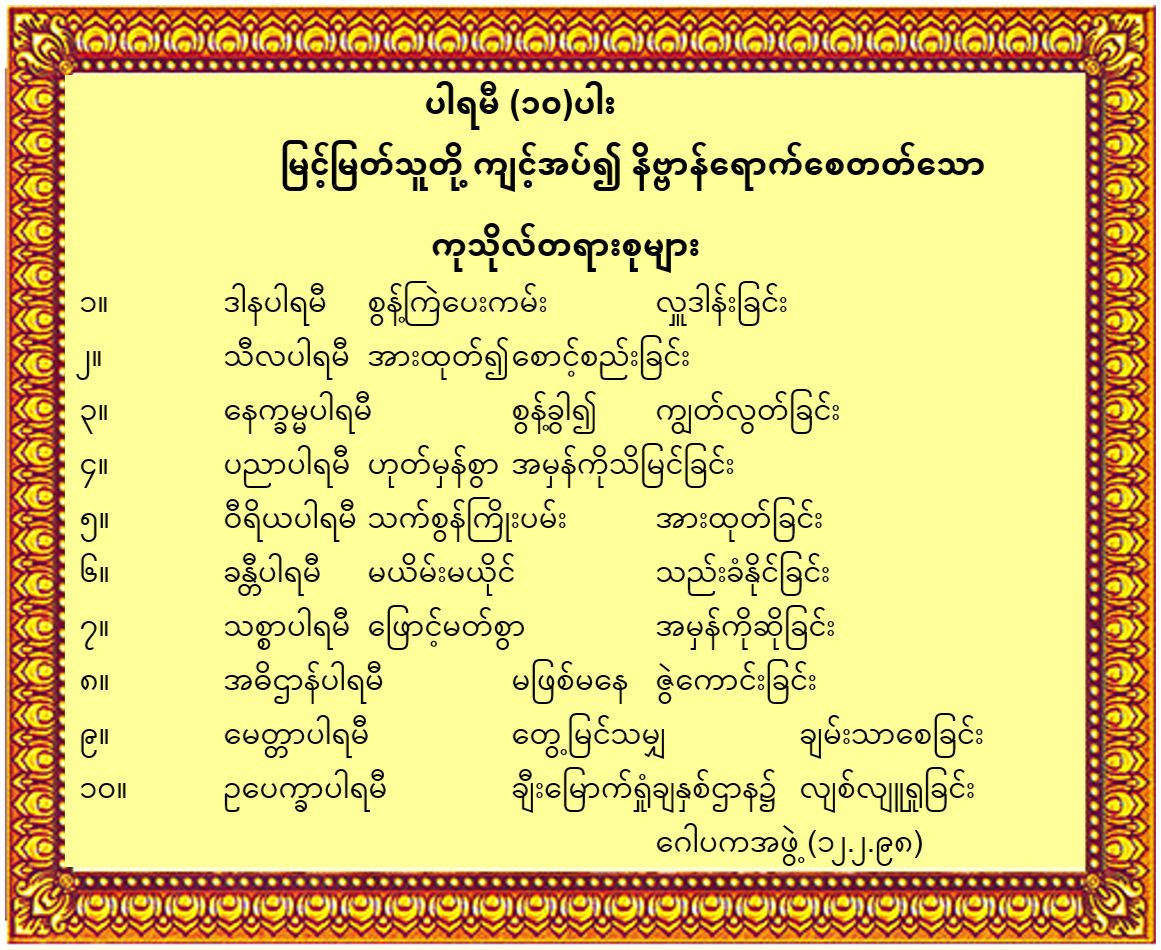 ပါရမီ (၁၀)ပါး
မြင့်မြတ်သူတို့ ကျင့်အပ်၍ နိဗ္ဗာန်ရောက်စေတတ်သော
ကုသိုလ်တရားစုများ
၁။ ဒါနပါရမီ စွန့်ကြဲပေးကမ်း လှူဒါန်းခြင်း
၂။ သီလပါရမီ အားထုတ်၍စောင့်စည်းခြင်း
၃။ နေက္ခမ္မပါရမီ စွန့်ခွါ၍ ကျွတ်လွတ်ခြင်း
၄။ ပညာပါရမီ ဟုတ်မှန်စွာ အမှန်ကိုသိမြင်ခြင်း
၅။ ဝီရိယပါရမီ သက်စွန်ကြိုးပမ်း အားထုတ်ခြင်း
၆။ ခန္တီပါရမီ မယိမ်းမယိုင် သည်းခံနိုင်ခြင်း
၇။ သစ္စာပါရမီ ဖြောင့်မတ်စွာ အမှန်ကိုဆိုခြင်း
၈။ အဓိဌာန်ပါရမီ မဖြစ်မနေ ဇွဲကောင်းခြင်း
၉။ မေတ္တာပါရမီ တွေ့မြင်သမျှ ချမ်းသာစေခြင်း
၁၀။ ဥပေက္ခာပါရမီ ချီးမြောက်ရှုံ့ချနှစ်ဌာန၌ လျစ်လျူရှုခြင်း
ဂေါပကအဖွဲ့ (၁၂.၂.၉၈)